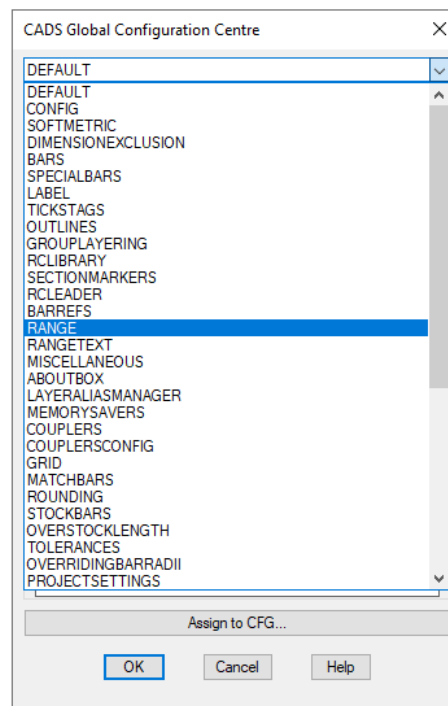 CADS Global Configuration Centre
DEFAULT
DEFAULT
CONFIG
SOFTMETRIC
DIMENSIONEXCLUSION
BARS
SPECIALBARS
LABEL
TICKSTAGS
OUTLINES
GROUPLAYERING
RCLIBRARY
SECTIONMARKERS
RCLEADER
BARREFS
RANGE
RANGETEXT
MISCELLANEOUS
ABOUTBOX
LAYERALIASMANAGER
MEMORYSAVERS
COUPLERS
COUPLERSCONFIG
GRID
MATCHBARS
ROUNDING
STOCKBARS
OVERSTOCKLENGTH
TOLERANCES
OVERRIDINGBARRADII
PROJECTSETTINGS
Assign to CFG...
OK Cancel Help